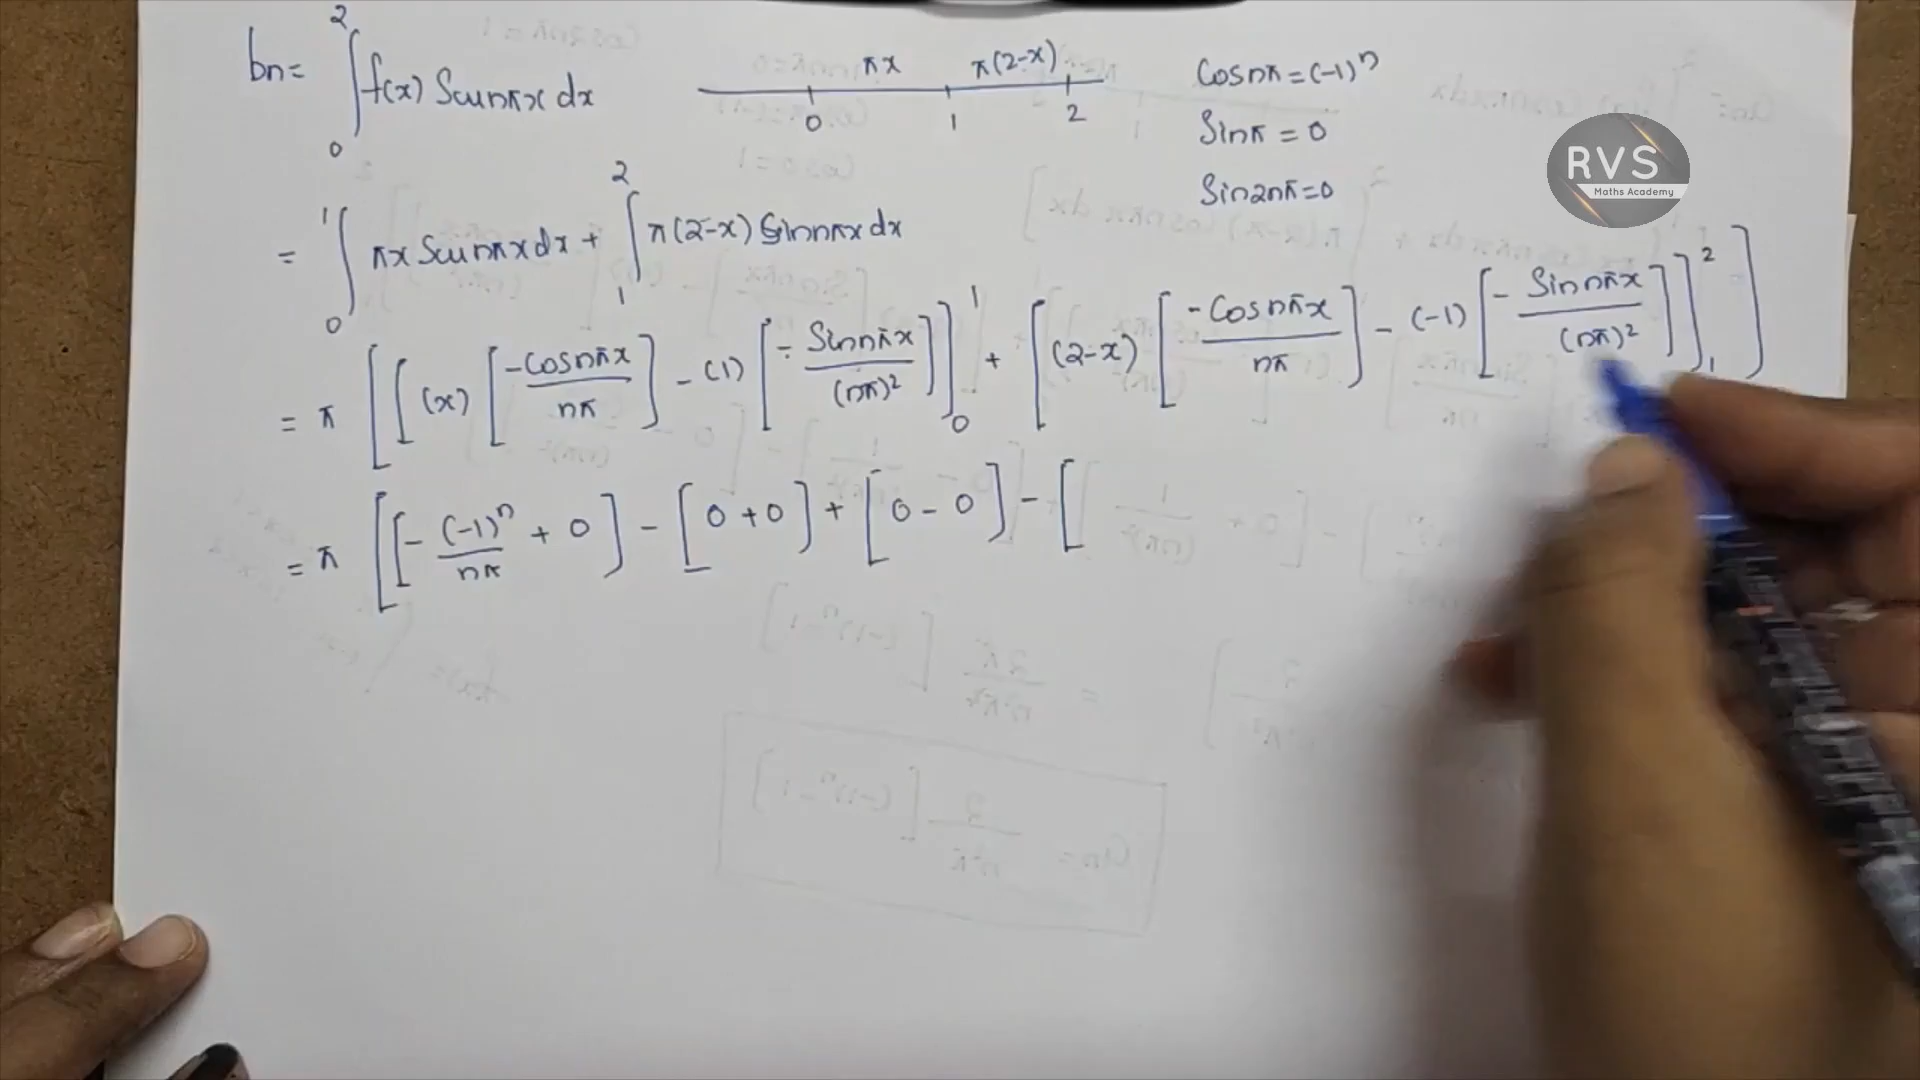 bn = ∫₀² f(x) Sin nπx dx
πx π(2-x)
0 1 2
Cos nπ = (-1)ⁿ
Sin π = 0
Sin 2nπ = 0
RVS
Maths Academy
= ∫₀¹ πx Sin nπx dx + ∫₁² π(2-x) Sin nπx dx
= π [ [ (x) [ -Cos nπx / nπ ] - (1) [ - Sin nπx / (nπ)² ] ]₀¹ + [ (2-x) [ -Cos nπx / nπ ] - (-1) [ - Sin nπx / (nπ)² ] ]₁² ]
= π [ [ - (-1)ⁿ / nπ + 0 ] - [ 0 + 0 ] + [ 0 - 0 ] - [